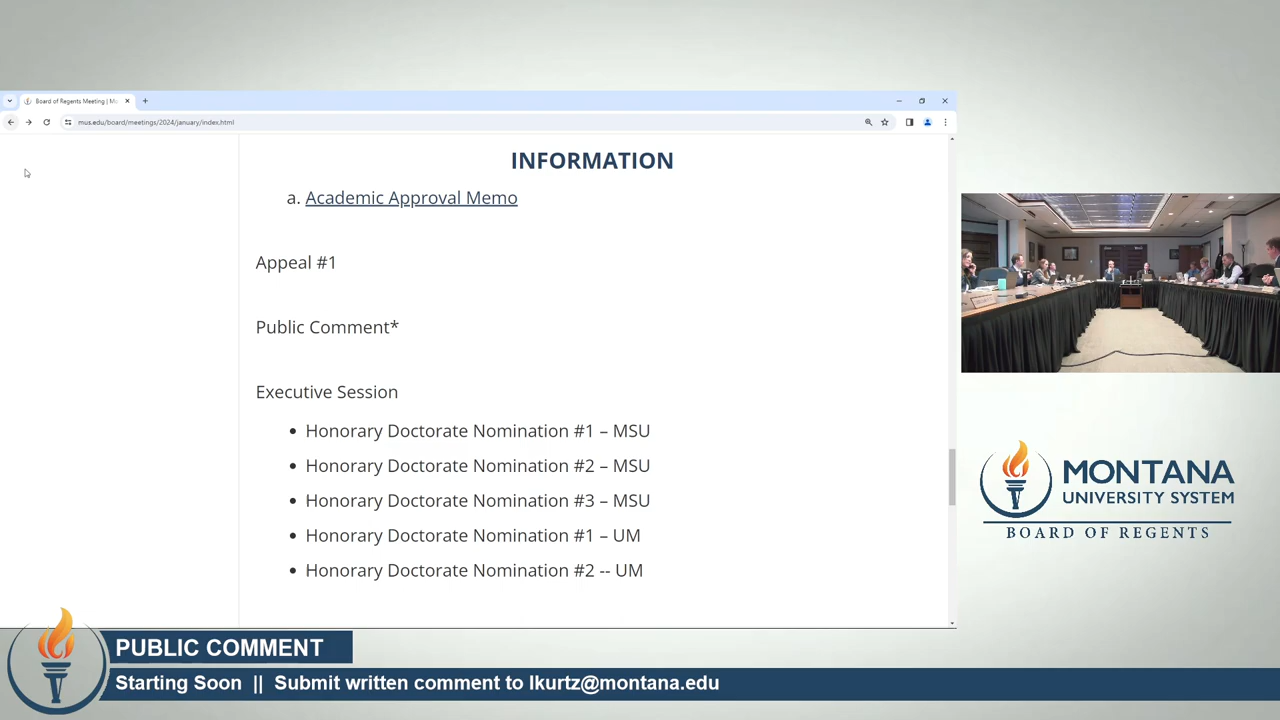 Board of Regents Meeting | Mo
mus.edu/board/meetings/2024/january/index.html
INFORMATION
a. Academic Approval Memo
Appeal #1
Public Comment*
Executive Session
• Honorary Doctorate Nomination #1 – MSU
• Honorary Doctorate Nomination #2 – MSU
• Honorary Doctorate Nomination #3 – MSU
• Honorary Doctorate Nomination #1 – UM
• Honorary Doctorate Nomination #2 -- UM
MONTANA
UNIVERSITY SYSTEM
BOARD OF REGENTS
PUBLIC COMMENT
Starting Soon || Submit written comment to lkurtz@montana.edu